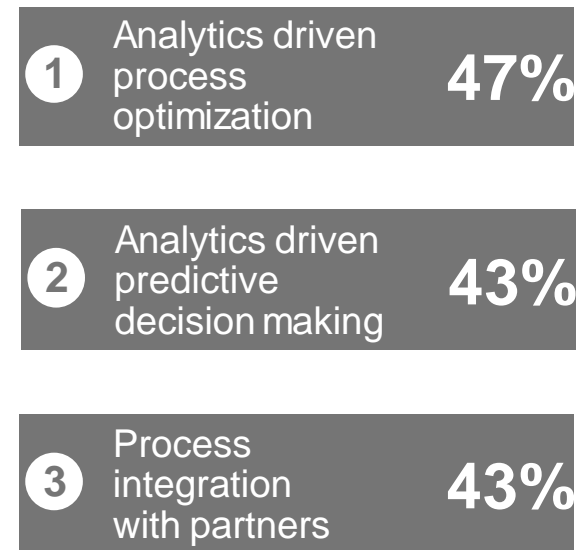 1
Analytics driven
process
optimization
47%
2
Analytics driven
predictive
decision making
43%
3
Process
integration
with partners
43%